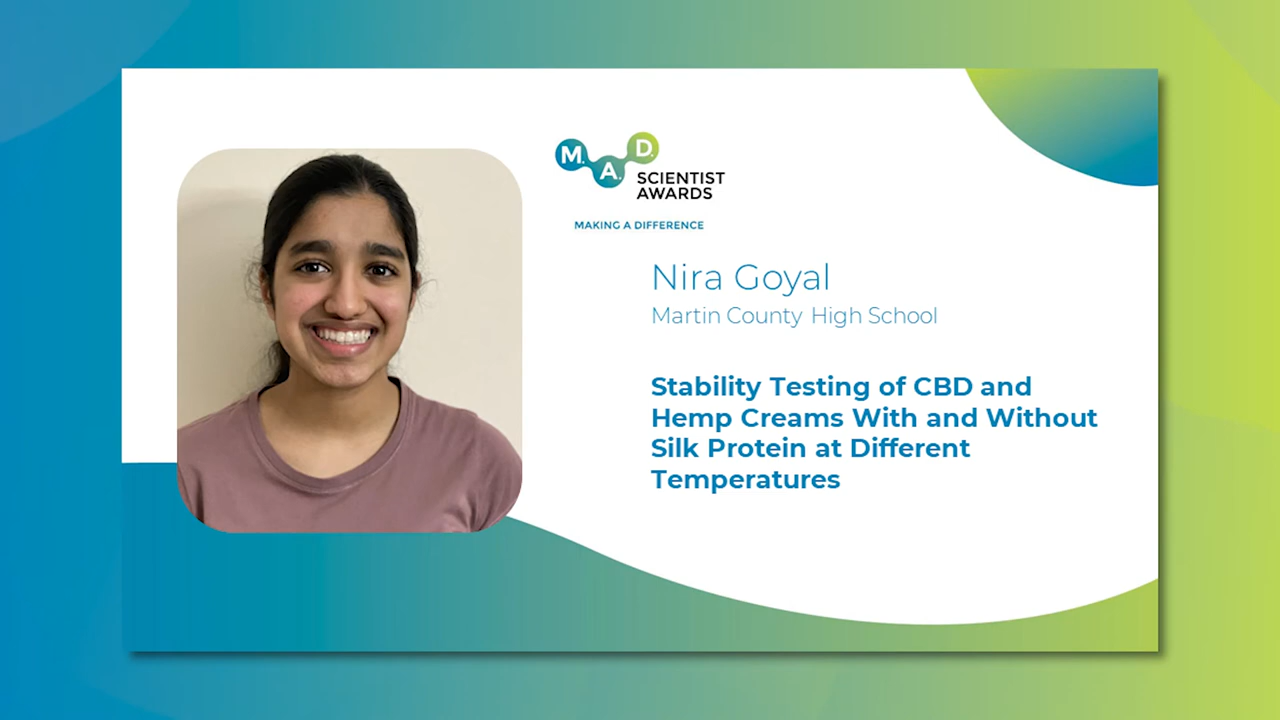 M. A. D.
SCIENTIST
AWARDS
MAKING A DIFFERENCE
Nira Goyal
Martin County High School
Stability Testing of CBD and
Hemp Creams With and Without
Silk Protein at Different
Temperatures